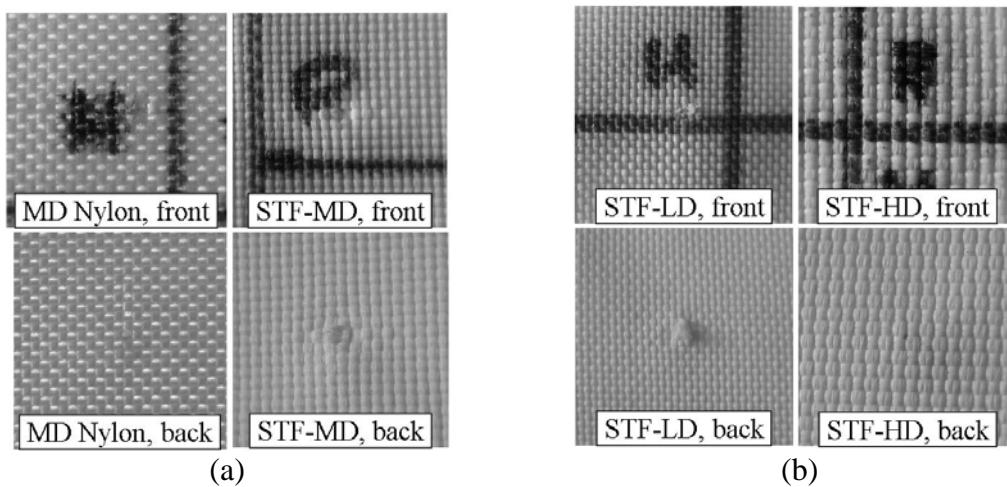 MD Nylon, front
STF-MD, front
MD Nylon, back
STF-MD, back
(a)
STF-LD, front
STF-HD, front
STF-LD, back
STF-HD, back
(b)